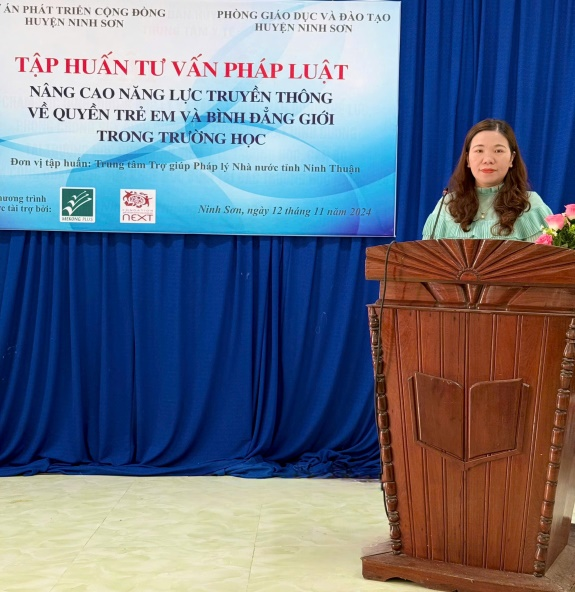 ỰÁN PHÁT TRIỂN CỘNG ĐỒNG
HUYỆN NINH SƠN
PHÒNG GIÁO DỤC VÀ ĐÀO TẠO
HUYỆN NINH SƠN
TẬP HUẤN TƯ VẤN PHÁP LUẬT
NÂNG CAO NĂNG LỰC TRUYỀN THÔNG
VỀ QUYỀN TRẺ EM VÀ BÌNH ĐẲNG GIỚI
TRONG TRƯỜNG HỌC
Đơn vị tập huấn: Trung tâm Trợ giúp Pháp lý Nhà nước tỉnh Ninh Thuận
hương trình
ợc tài trợ bởi:
MEKONG PLUS
NEXT
Ninh Sơn, ngày 12 tháng 11 năm 2024